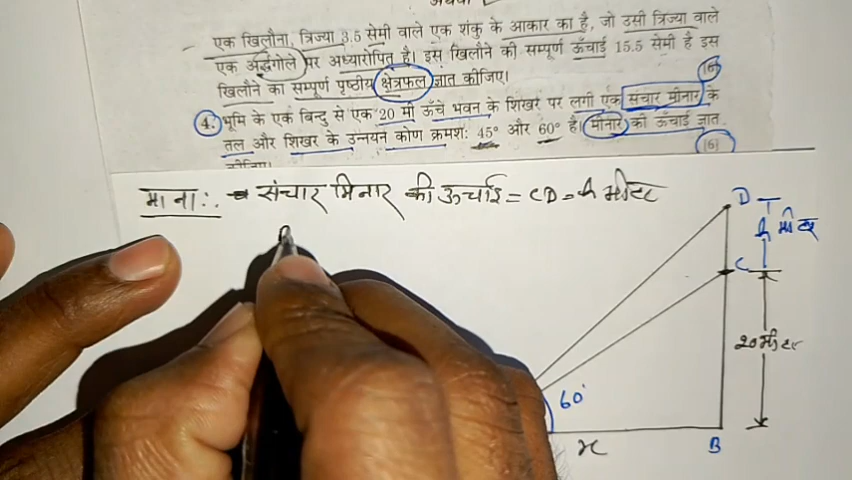 एक खिलौना, त्रिज्या 3.5 सेमी वाले एक शंकु के आकार का है, जो उसी त्रिज्या वाले
एक अर्द्धगोले पर अध्यारोपित है। इस खिलौने की सम्पूर्ण ऊँचाई 15.5 सेमी है इस
खिलौने का सम्पूर्ण पृष्ठीय क्षेत्रफल ज्ञात कीजिए।
4. भूमि के एक बिन्दु से एक 20 मी ऊँचे भवन के शिखर पर लगी एक संचार मीनार के
तल और शिखर के उन्नयन कोण क्रमशः 45° और 60° है। मीनार की ऊँचाई ज्ञात
(6)
माना :- संचार मिनार की ऊचाई = CD = h मीटर
D
h मीटर
C
20 मीटर
60°
x
B